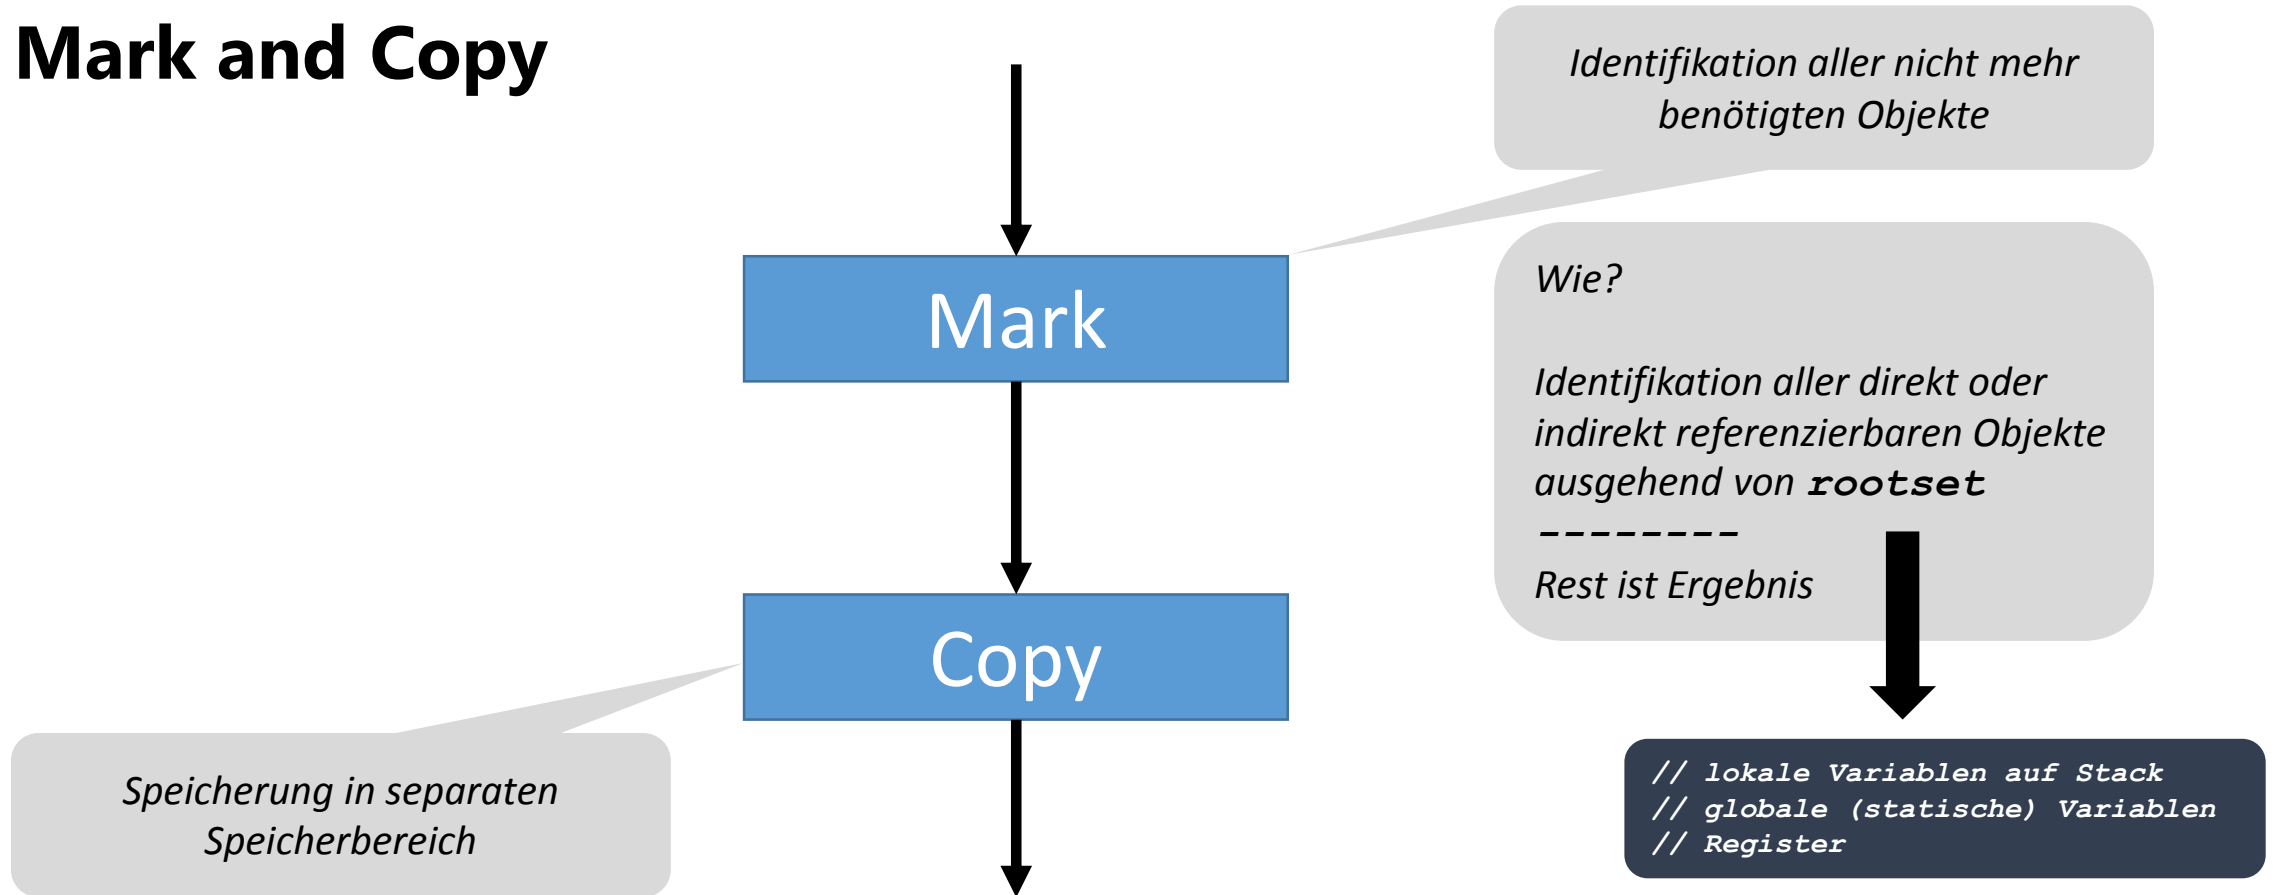 Mark and Copy
Identifikation aller nicht mehr
benötigten Objekte
Mark
Wie?
Identifikation aller direkt oder
indirekt referenzierbaren Objekte
ausgehend von rootset
--------
Rest ist Ergebnis
Copy
Speicherung in separaten
Speicherbereich
// lokale Variablen auf Stack
// globale (statische) Variablen
// Register